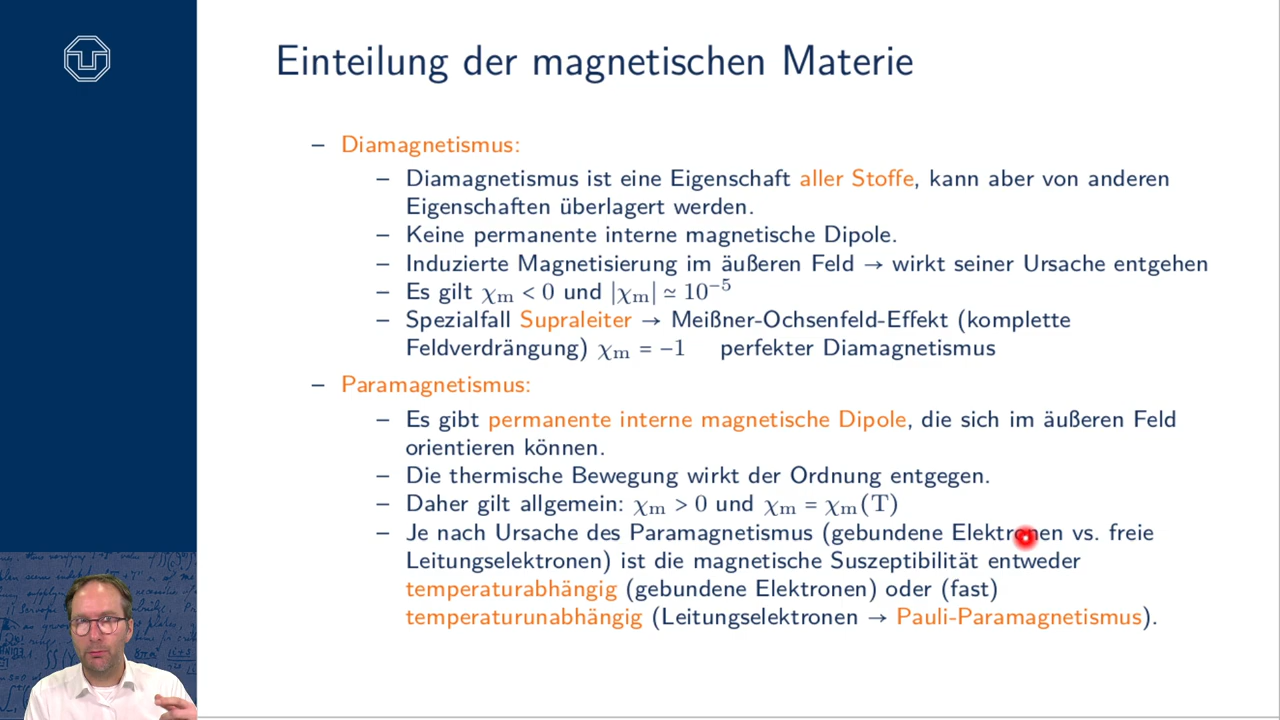 Einteilung der magnetischen Materie
– Diamagnetismus:
– Diamagnetismus ist eine Eigenschaft aller Stoffe, kann aber von anderen
Eigenschaften überlagert werden.
– Keine permanente interne magnetische Dipole.
– Induzierte Magnetisierung im äußeren Feld → wirkt seiner Ursache entgehen
– Es gilt χₘ < 0 und |χₘ| ≃ 10⁻⁵
– Spezialfall Supraleiter → Meißner-Ochsenfeld-Effekt (komplette
Feldverdrängung) χₘ = −1 perfekter Diamagnetismus
– Paramagnetismus:
– Es gibt permanente interne magnetische Dipole, die sich im äußeren Feld
orientieren können.
– Die thermische Bewegung wirkt der Ordnung entgegen.
– Daher gilt allgemein: χₘ > 0 und χₘ = χₘ(T)
– Je nach Ursache des Paramagnetismus (gebundene Elektronen vs. freie
Leitungselektronen) ist die magnetische Suszeptibilität entweder
temperaturabhängig (gebundene Elektronen) oder (fast)
temperaturunabhängig (Leitungselektronen → Pauli-Paramagnetismus).